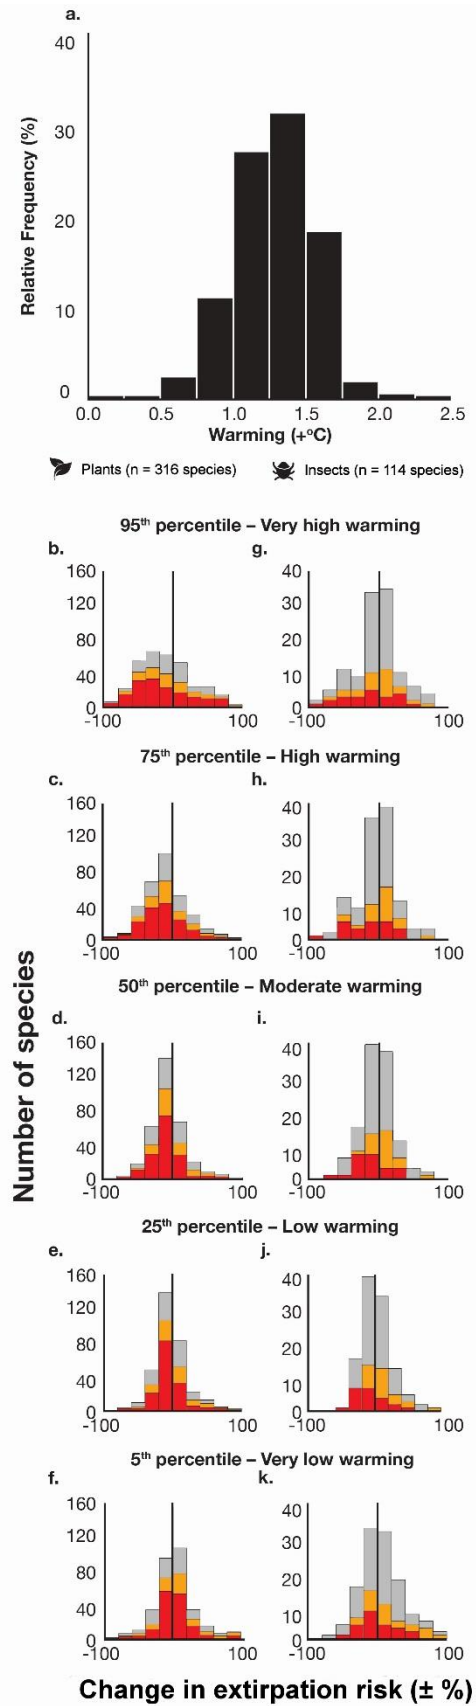 a.
40
30
20
10
0
Relative Frequency (%)
0.0 0.5 1.0 1.5 2.0 2.5
Warming (+°C)
Plants (n = 316 species) Insects (n = 114 species)
95th percentile – Very high warming
b. g.
160 40
120 30
80 20
40 10
0 0
-100 100 -100 100
75th percentile – High warming
c. h.
160 40
120 30
80 20
40 10
0 0
-100 100 -100 100
50th percentile – Moderate warming
d. i.
160 40
120 30
80 20
40 10
0 0
-100 100 -100 100
25th percentile – Low warming
e. j.
160 40
120 30
80 20
40 10
0 0
-100 100 -100 100
5th percentile – Very low warming
f. k.
160 40
120 30
80 20
40 10
0 0
-100 100 -100 100
Number of species
Change in extirpation risk (± %)